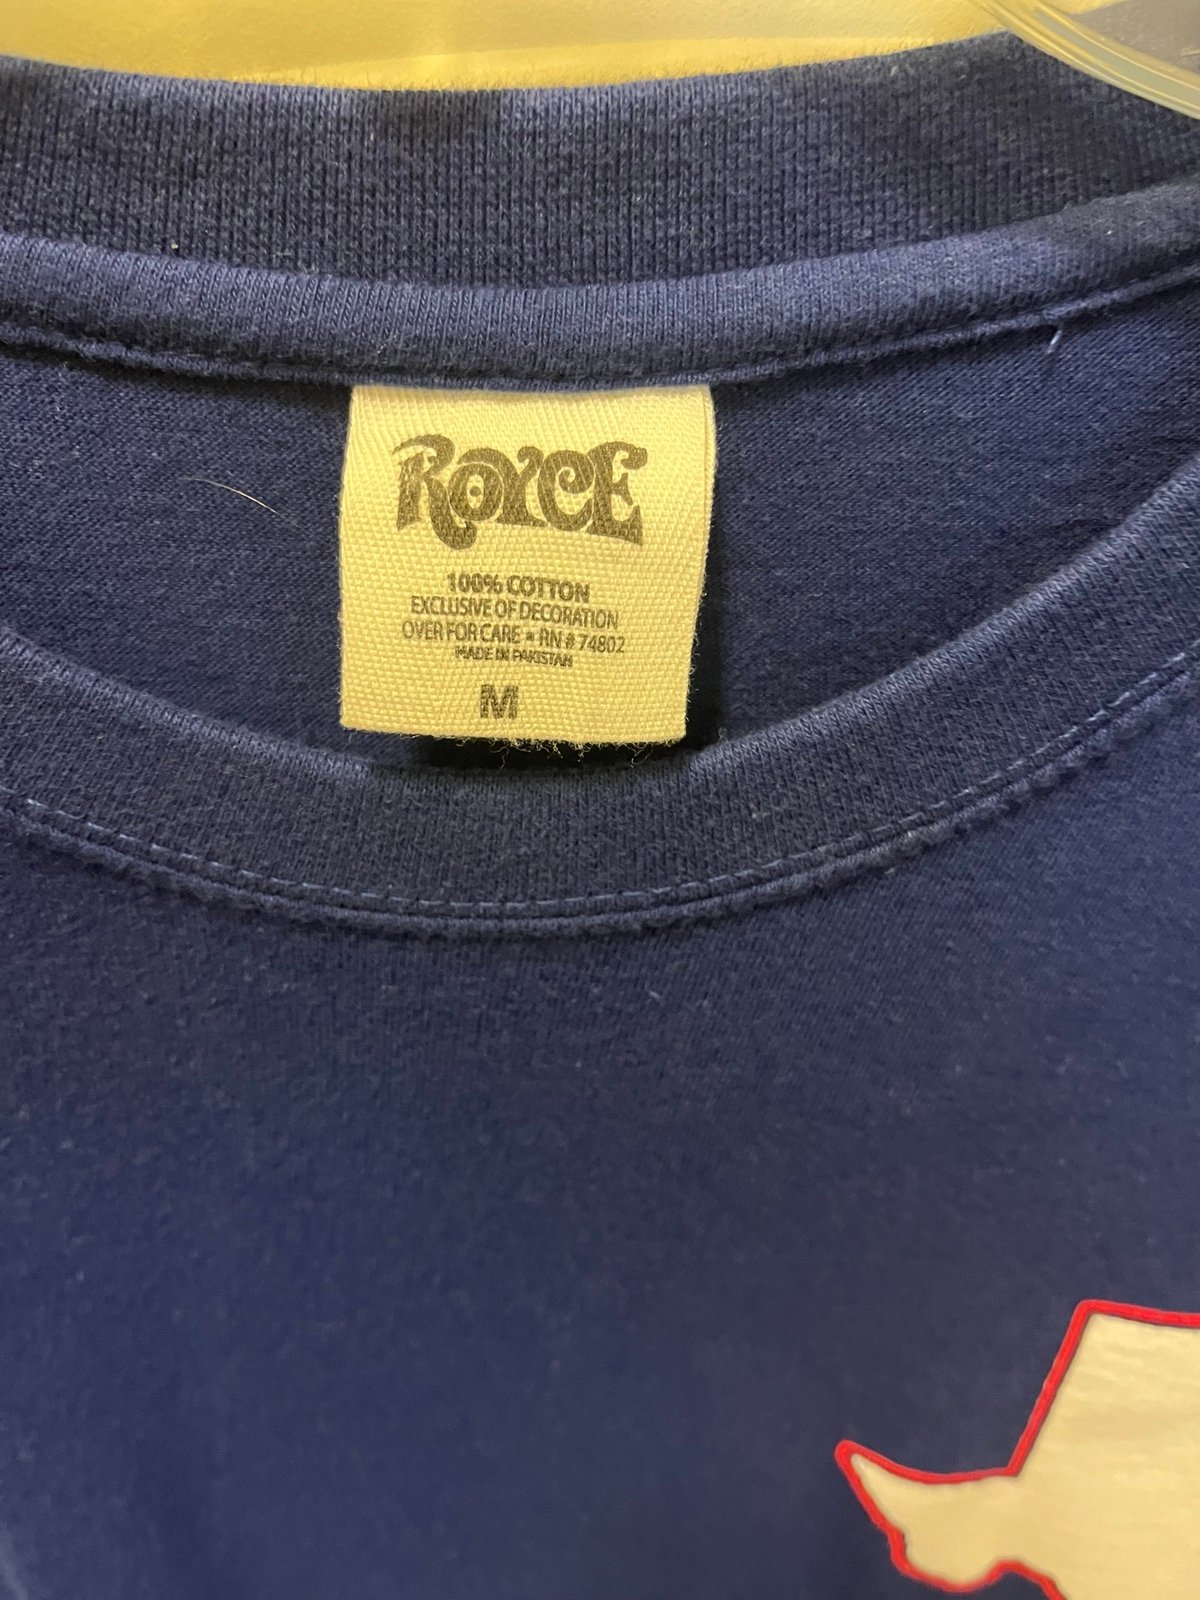 ROYCE
100% COTTON
EXCLUSIVE OF DECORATION
OVER FOR CARE • RN # 74802
MADE IN PAKISTAN
M